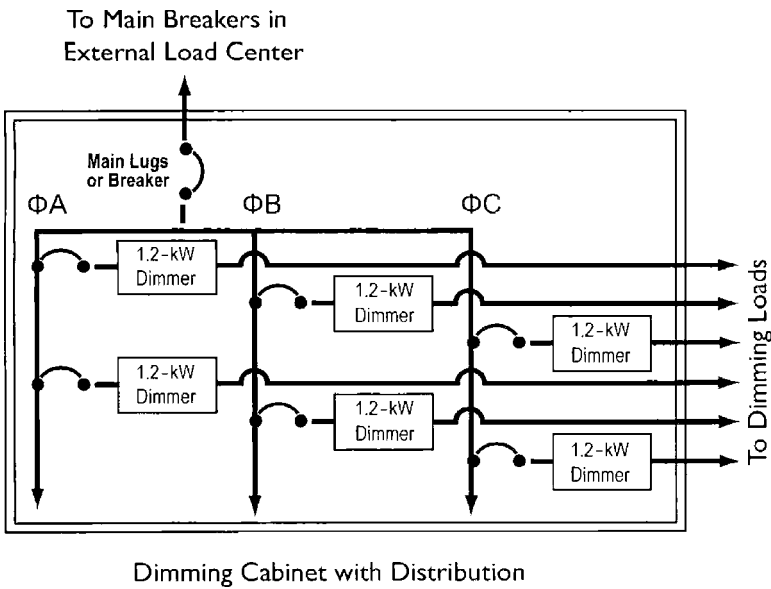 To Main Breakers in
External Load Center
Main Lugs
or Breaker
ΦA
ΦB
ΦC
1.2-kW
Dimmer
1.2-kW
Dimmer
1.2-kW
Dimmer
1.2-kW
Dimmer
1.2-kW
Dimmer
1.2-kW
Dimmer
To Dimming Loads
Dimming Cabinet with Distribution